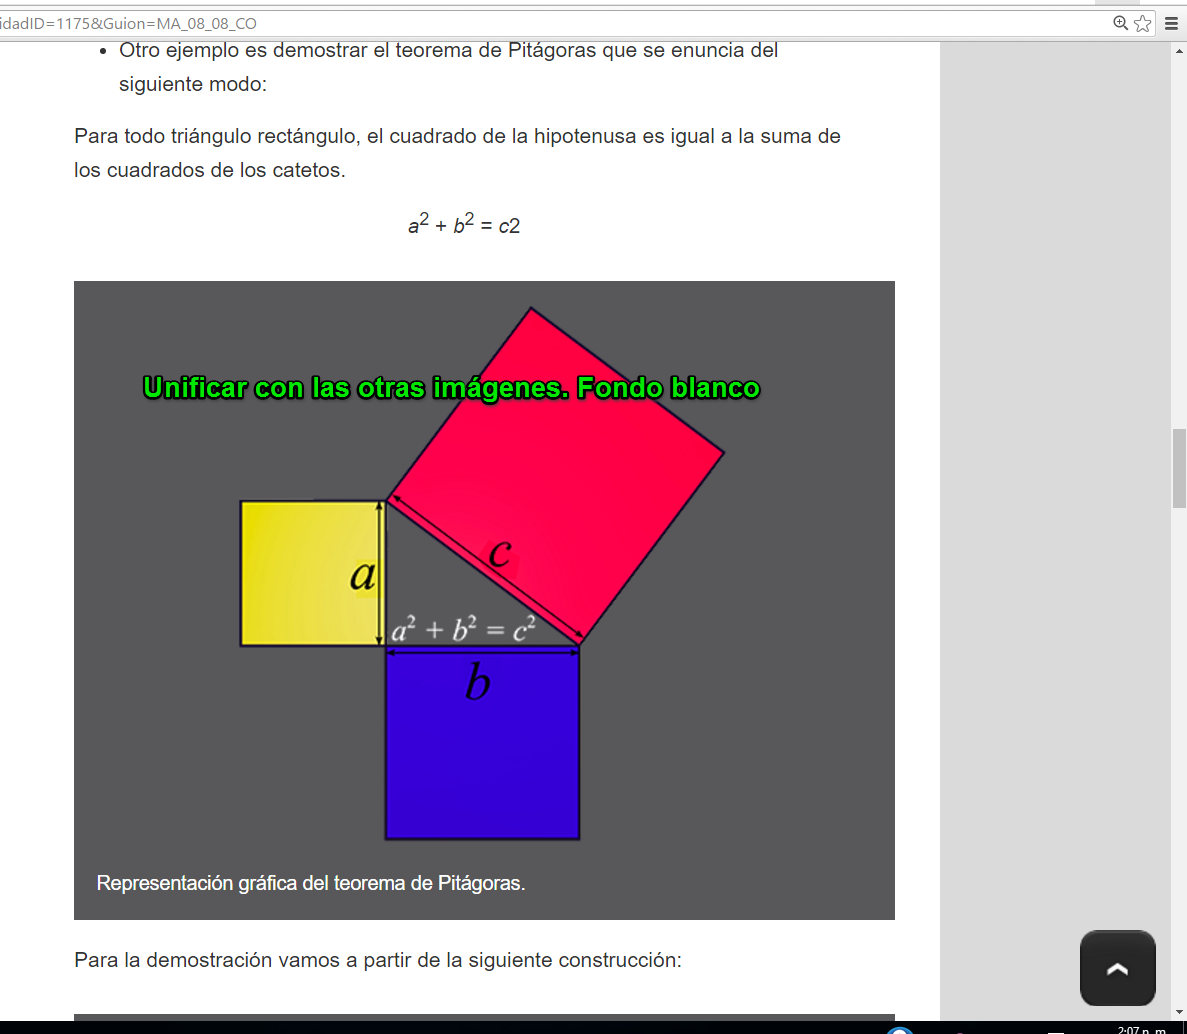 idadID=1175&Guion=MA_08_08_CO
• Otro ejemplo es demostrar el teorema de Pitágoras que se enuncia del
siguiente modo:
Para todo triángulo rectángulo, el cuadrado de la hipotenusa es igual a la suma de
los cuadrados de los catetos.
a² + b² = c2
Unificar con las otras imágenes. Fondo blanco
c
a
a² + b² = c²
b
Representación gráfica del teorema de Pitágoras.
Para la demostración vamos a partir de la siguiente construcción:
2:07 p. m.